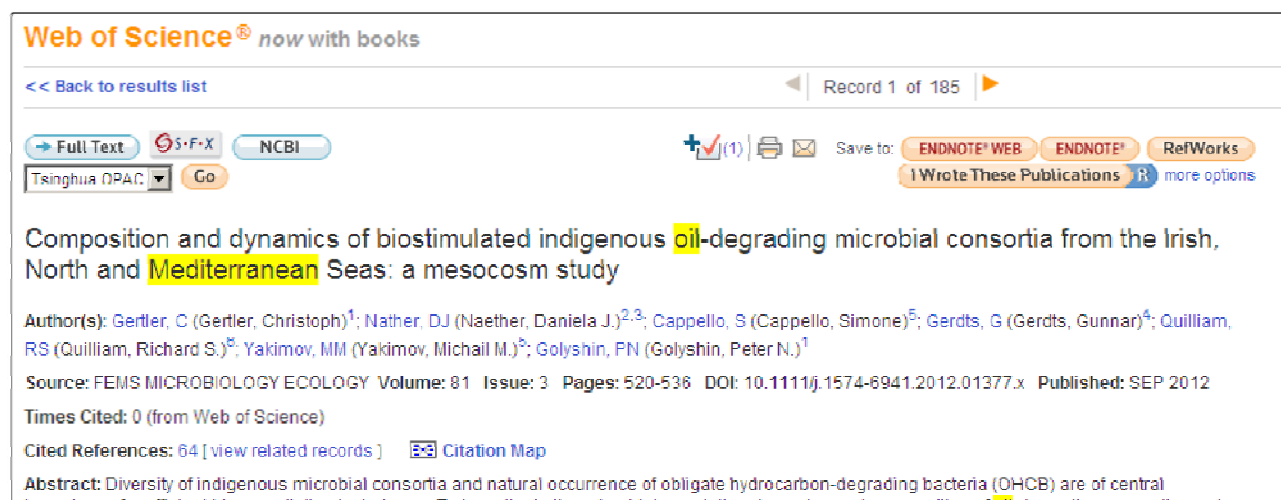 Web of Science® now with books
<< Back to results list
Record 1 of 185
Full Text S·F·X NCBI
(1) Save to: ENDNOTE® WEB ENDNOTE® RefWorks
Tsinghua OPAC Go
I Wrote These Publications R more options
Composition and dynamics of biostimulated indigenous oil-degrading microbial consortia from the Irish,
North and Mediterranean Seas: a mesocosm study
Author(s): Gertler, C (Gertler, Christoph)1; Nather, DJ (Naether, Daniela J.)2,3; Cappello, S (Cappello, Simone)5; Gerdts, G (Gerdts, Gunnar)4; Quilliam,
RS (Quilliam, Richard S.)6; Yakimov, MM (Yakimov, Michail M.)5; Golyshin, PN (Golyshin, Peter N.)1
Source: FEMS MICROBIOLOGY ECOLOGY Volume: 81 Issue: 3 Pages: 520-536 DOI: 10.1111/j.1574-6941.2012.01377.x Published: SEP 2012
Times Cited: 0 (from Web of Science)
Cited References: 64 [ view related records ] Citation Map
Abstract: Diversity of indigenous microbial consortia and natural occurrence of obligate hydrocarbon-degrading bacteria (OHCB) are of central